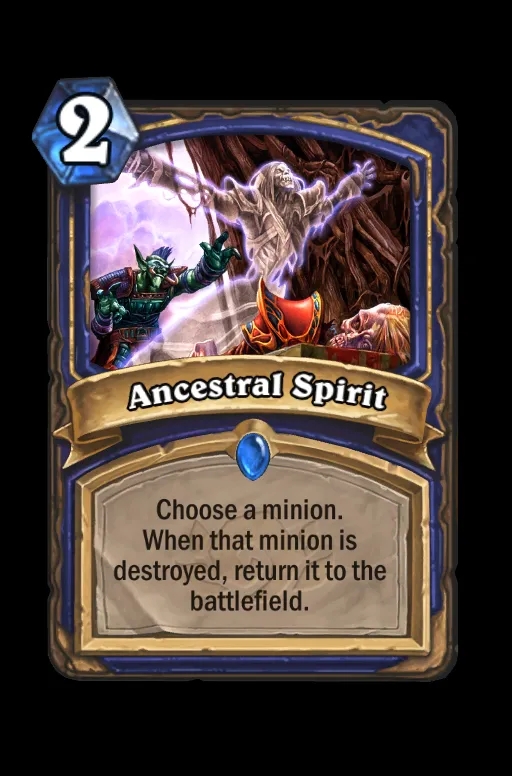 2
Ancestral Spirit
Choose a minion.
When that minion is
destroyed, return it to the
battlefield.